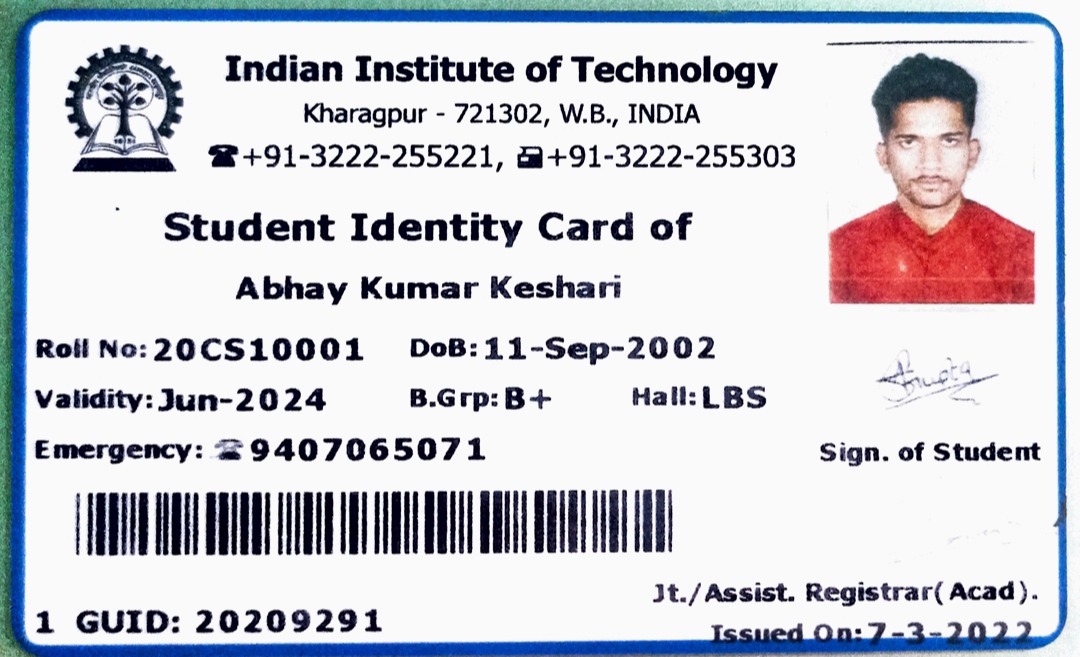 Indian Institute of Technology
Kharagpur - 721302, W.B., INDIA
☎+91-3222-255221, 📠+91-3222-255303
Student Identity Card of
Abhay Kumar Keshari
Roll No: 20CS10001 DoB: 11-Sep-2002
Validity: Jun-2024 B.Grp: B+ Hall: LBS
Emergency: ☎9407065071
Sign. of Student
Jt./Assist. Registrar(Acad).
1 GUID: 20209291
Issued On: 7-3-2022